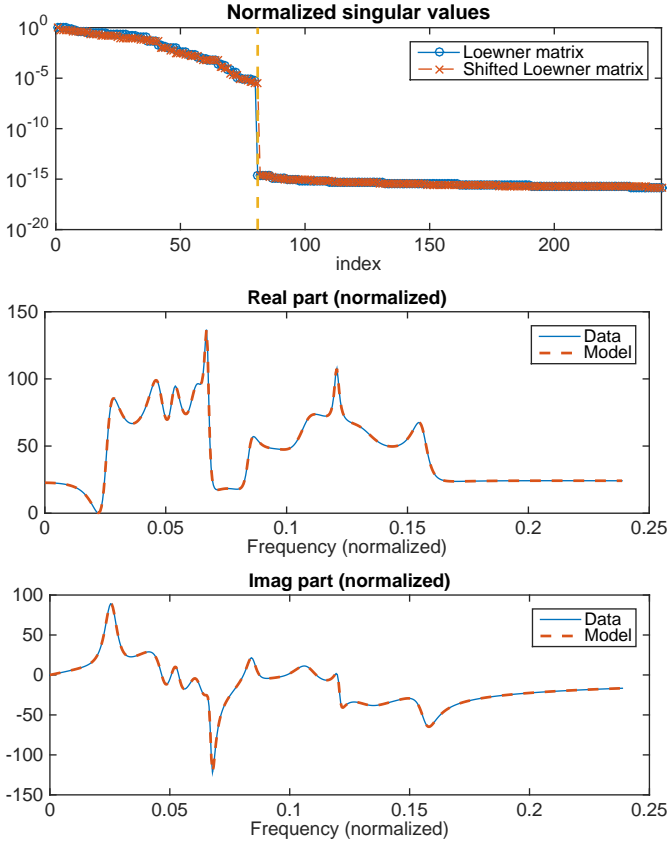 Normalized singular values
10^0
10^-5
10^-10
10^-15
10^-20
Loewner matrix
Shifted Loewner matrix
0 50 100 150 200
index
Real part (normalized)
150
100
50
0
Data
Model
0 0.05 0.1 0.15 0.2 0.25
Frequency (normalized)
Imag part (normalized)
100
50
0
-50
-100
-150
Data
Model
0 0.05 0.1 0.15 0.2 0.25
Frequency (normalized)